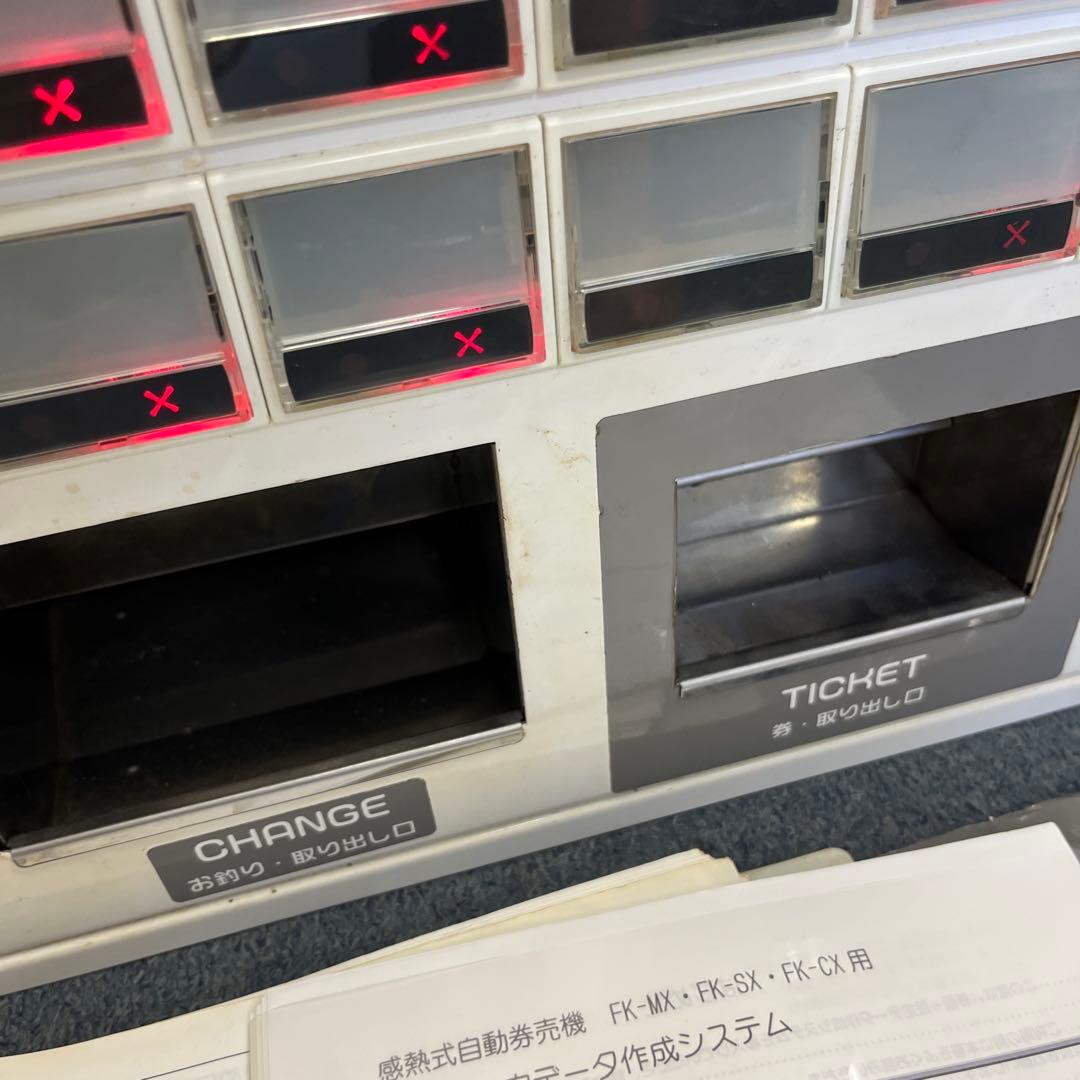 CHANGE
お釣り・取り出し口
TICKET
券・取り出し口
感熱式自動券売機 FK-MX・FK-SX・FK-CX用
データ作成システム